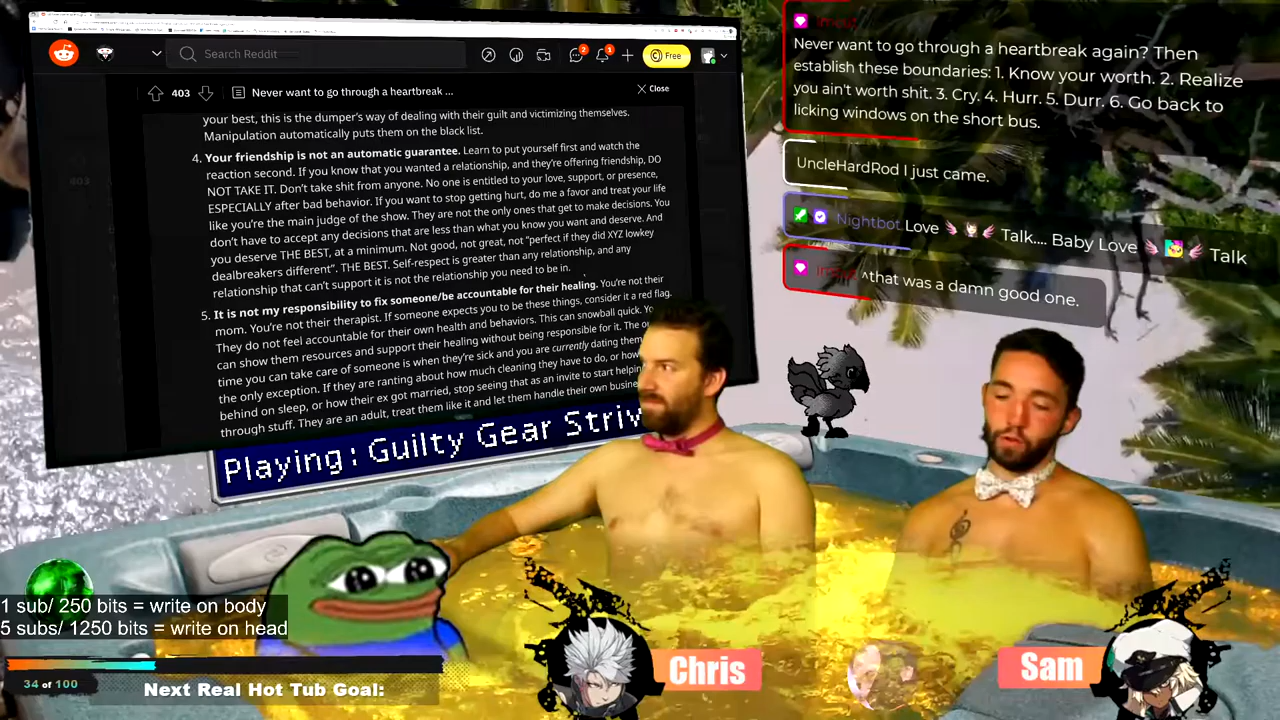 Search Reddit
2
1
Free
403
Never want to go through a heartbreak ...
Close
your best, this is the dumper's way of dealing with their guilt and victimizing themselves.
Manipulation automatically puts them on the black list.
4. Your friendship is not an automatic guarantee. Learn to put yourself first and watch the
reaction second. If you know that you wanted a relationship, and they're offering friendship, DO
NOT TAKE IT. Don't take shit from anyone. No one is entitled to your love, support, or presence,
ESPECIALLY after bad behavior. If you want to stop getting hurt, do me a favor and treat your life
like you're the main judge of the show. They are not the only ones that get to make decisions. You
don't have to accept any decisions that are less than what you know you want and deserve. And
you deserve THE BEST, at a minimum. Not good, not great, not "perfect if they did XYZ lowkey
dealbreakers different". THE BEST. Self-respect is greater than any relationship, and any
relationship that can't support it is not the relationship you need to be in.
5. It is not my responsibility to fix someone/be accountable for their healing. You're not their
mom. You're not their therapist. If someone expects you to be these things, consider it a red flag.
They do not feel accountable for their own health and behaviors. This can snowball quick.
can show them resources and support their healing without being responsible for it. The
time you can take care of someone is when they're sick and you are currently dating them
the only exception. If they are ranting about how much cleaning they have to do, or how
behind on sleep, or how their ex got married, stop seeing that as an invite to start helping
through stuff. They are an adult, treat them like it and let them handle their own
Playing: Guilty Gear Striv
Never want to go through a heartbreak again? Then
establish these boundaries: 1. Know your worth. 2. Realize
you ain't worth shit. 3. Cry. 4. Hurr. 5. Durr. 6. Go back to
licking windows on the short bus.
UncleHardRod I just came.
Nightbot Love Talk.... Baby Love Talk
^that was a damn good one.
1 sub/ 250 bits = write on body
5 subs/ 1250 bits = write on head
34 of 100
Next Real Hot Tub Goal:
Chris
Sam